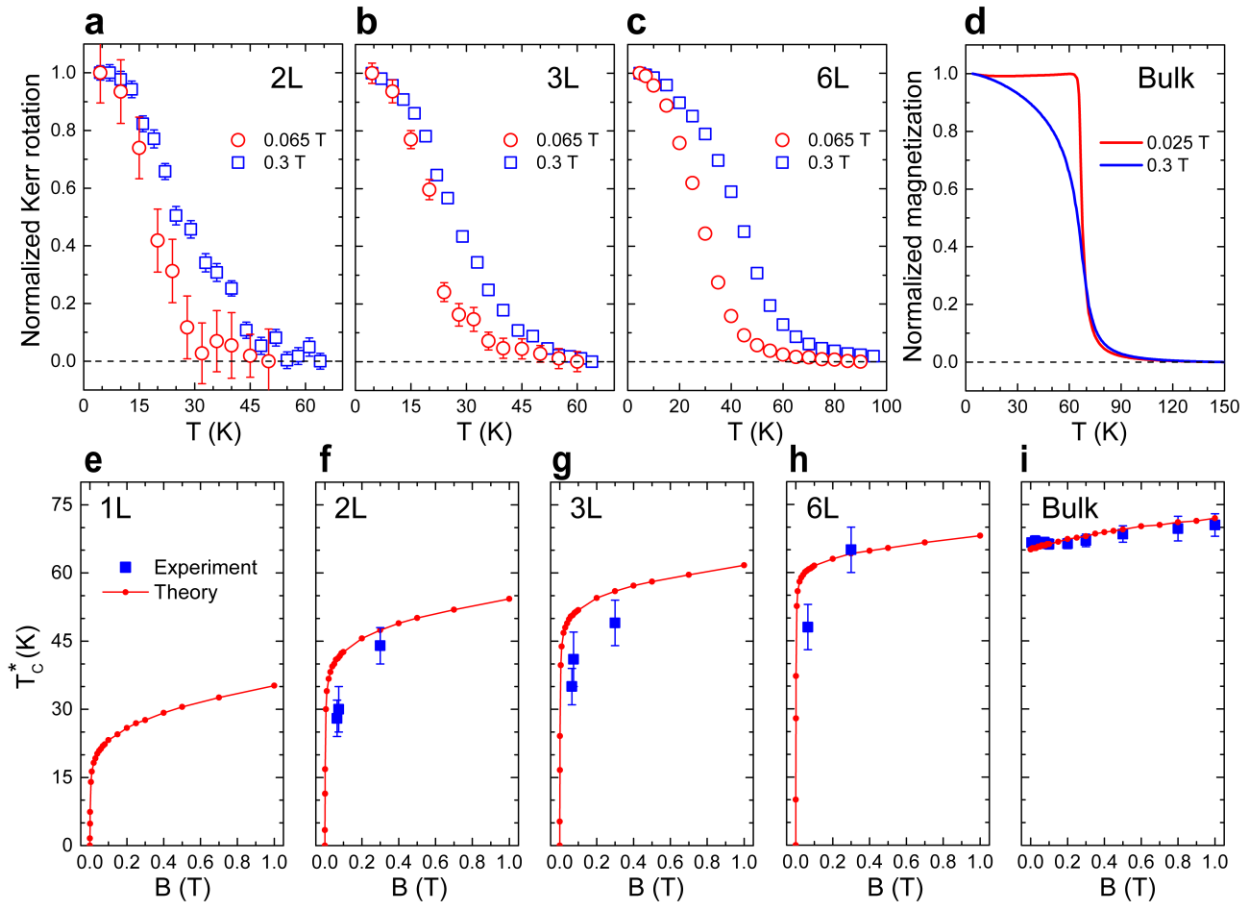 a b c d
2L 3L 6L Bulk
Normalized Kerr rotation
1.0
0.8
0.6
0.4
0.2
0.0
0.065 T
0.3 T
0 15 30 45 60
T (K)
0.065 T
0.3 T
0 15 30 45 60
T (K)
0.065 T
0.3 T
0 20 40 60 80 100
T (K)
Normalized magnetization
1.0
0.8
0.6
0.4
0.2
0.0
0.025 T
0.3 T
0 30 60 90 120 150
T (K)
e f g h i
1L 2L 3L 6L Bulk
T*C (K)
75
60
45
30
15
0
Experiment
Theory
0.0 0.2 0.4 0.6 0.8 1.0
B (T)
0.0 0.2 0.4 0.6 0.8 1.0
B (T)
0.0 0.2 0.4 0.6 0.8 1.0
B (T)
0.0 0.2 0.4 0.6 0.8 1.0
B (T)
0.0 0.2 0.4 0.6 0.8 1.0
B (T)